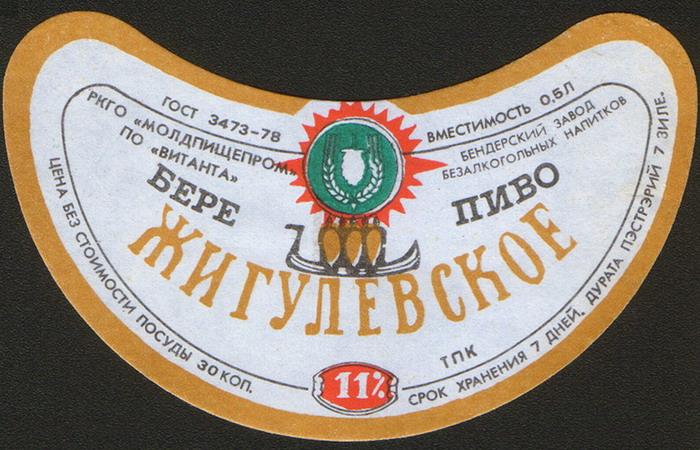 ГОСТ 3473-78
РКГО «МОЛДПИЩЕПРОМ»
ПО «ВИТАНТА»
БЕРЕ
ВМЕСТИМОСТЬ 0,5Л
БЕНДЕРСКИЙ ЗАВОД
БЕЗАЛКОГОЛЬНЫХ НАПИТКОВ
ПИВО
ЖИГУЛЕВСКОЕ
ТПК
11%
ЦЕНА БЕЗ СТОИМОСТИ ПОСУДЫ 30 КОП.
СРОК ХРАНЕНИЯ 7 ДНЕЙ. ДУРАТА ПЭСТРЭРИЙ 7 ЗИЛЕ.